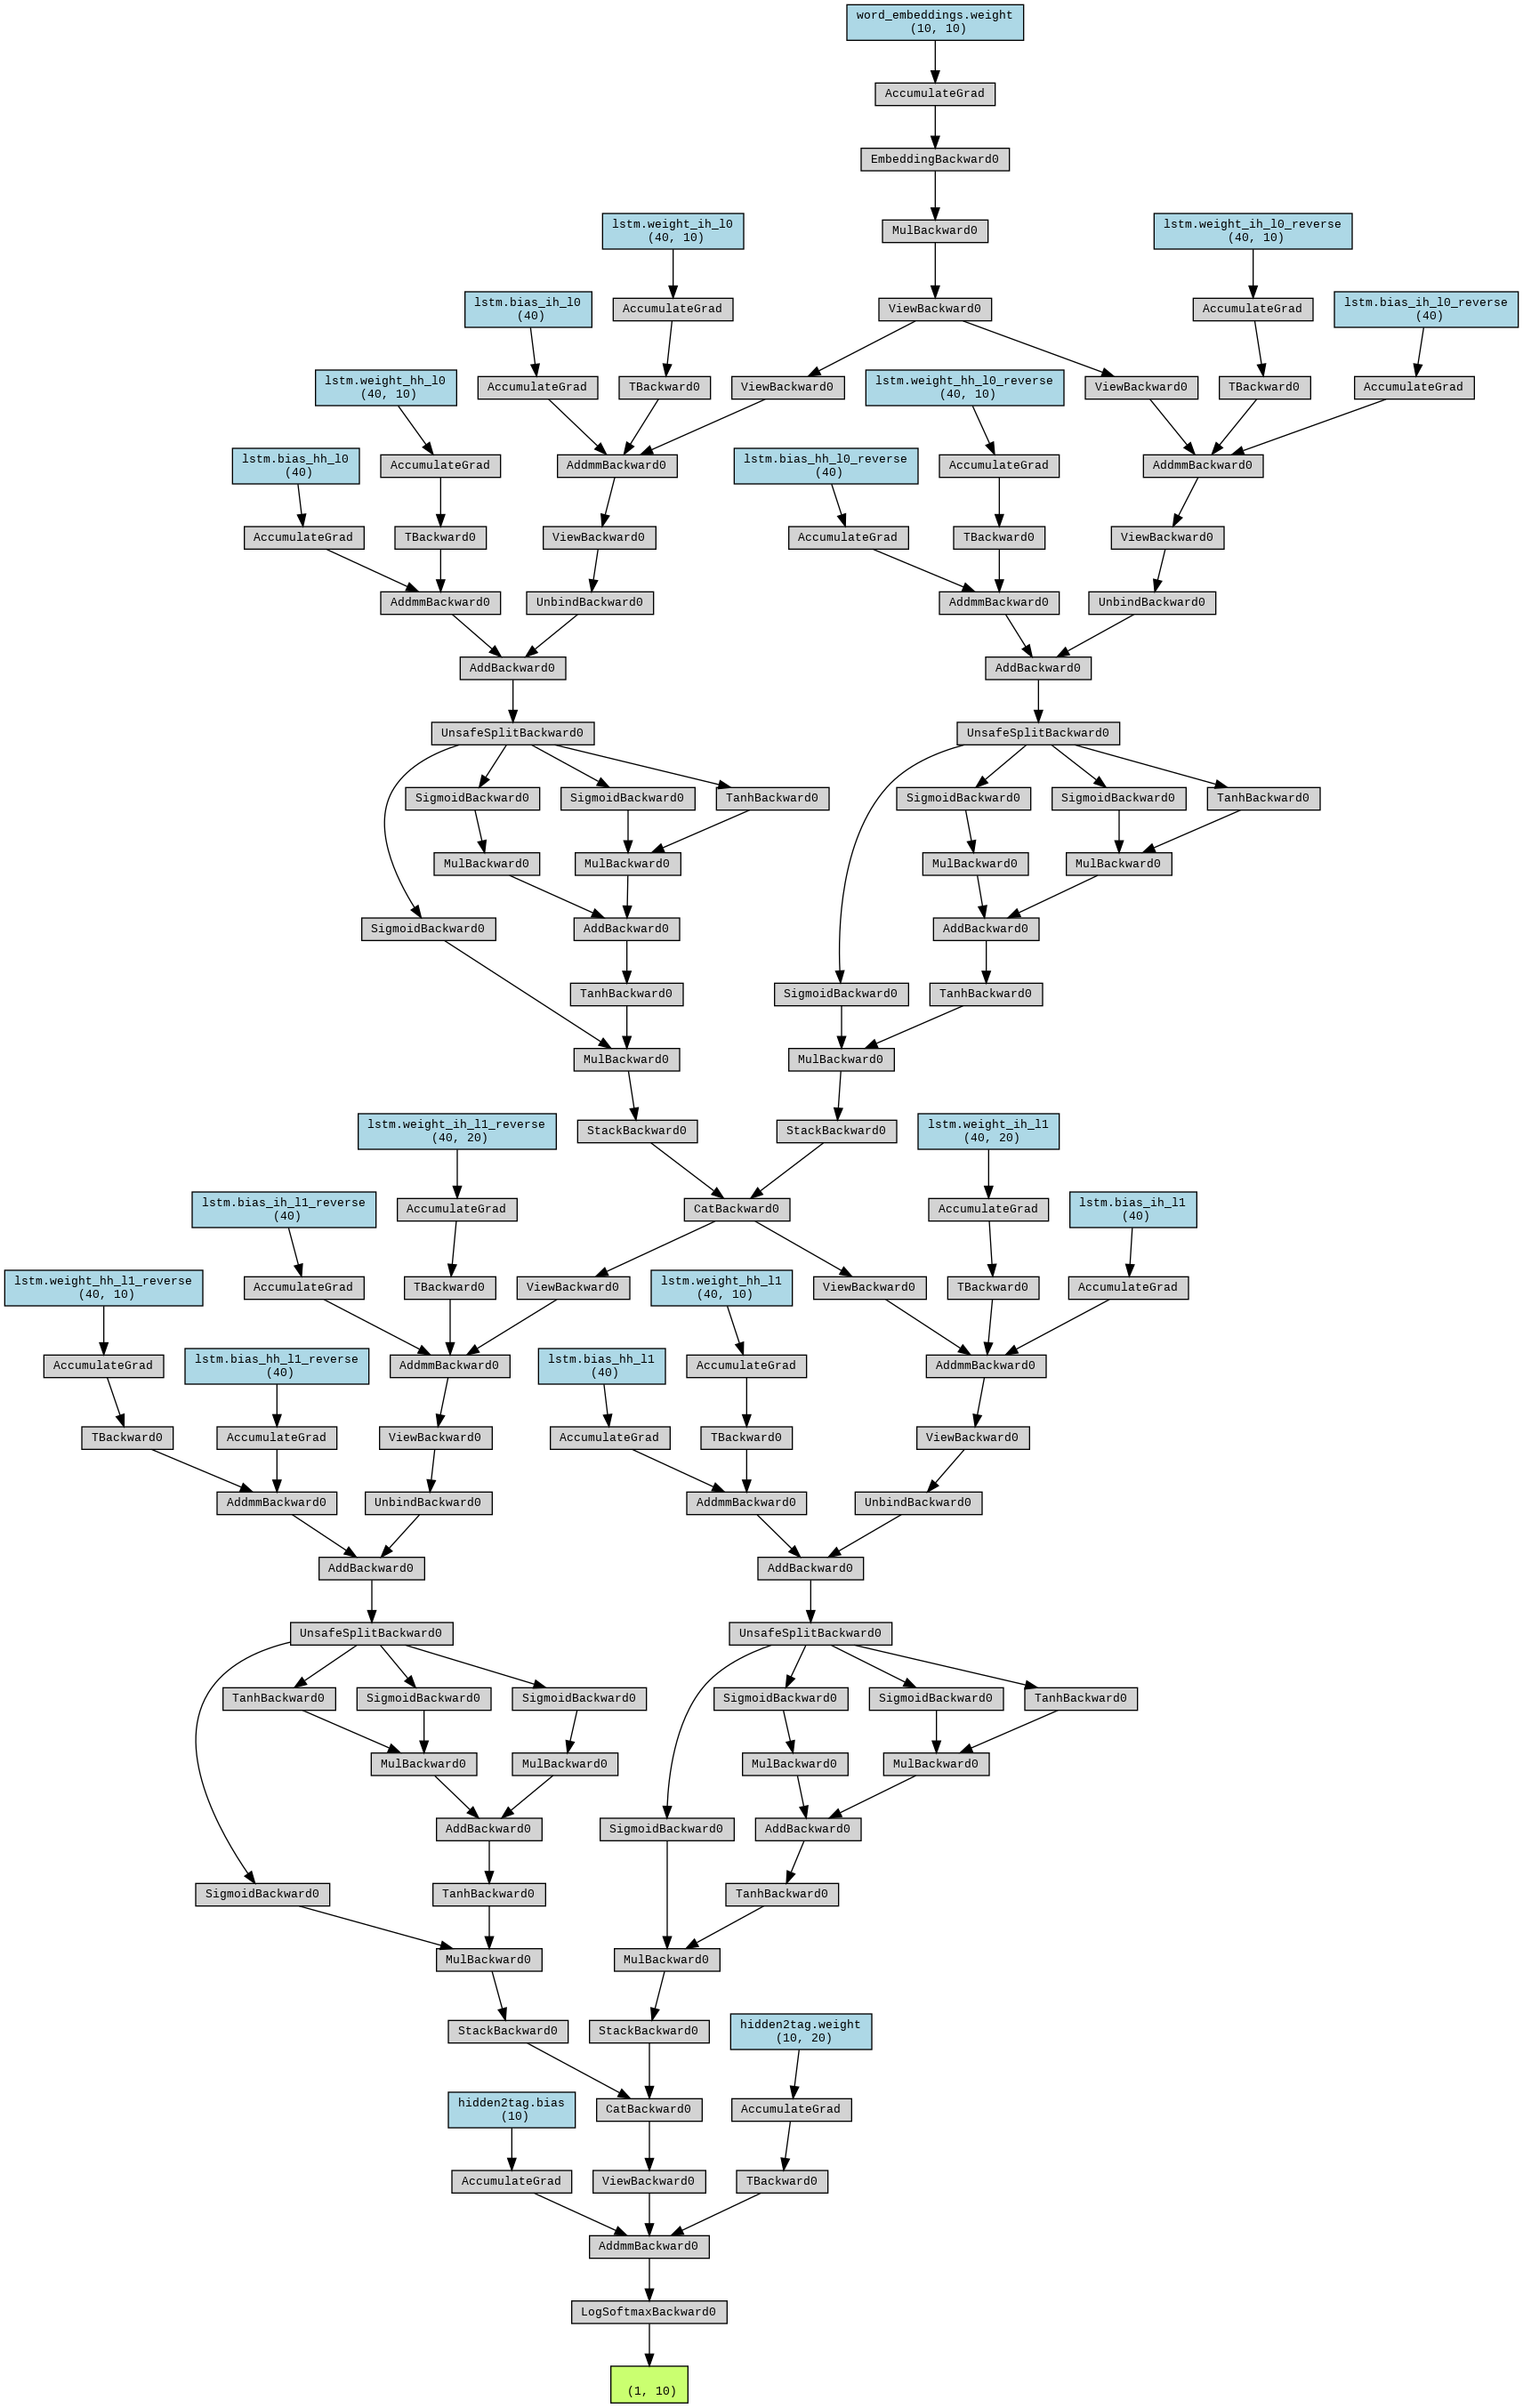 word_embeddings.weight
(10, 10)
AccumulateGrad
EmbeddingBackward0
lstm.weight_ih_l0
(40, 10)
MulBackward0
lstm.weight_ih_l0_reverse
(40, 10)
lstm.bias_ih_l0
(40)
AccumulateGrad
ViewBackward0
AccumulateGrad
lstm.bias_ih_l0_reverse
(40)
lstm.weight_hh_l0
(40, 10)
AccumulateGrad
TBackward0
ViewBackward0
lstm.weight_hh_l0_reverse
(40, 10)
ViewBackward0
TBackward0
AccumulateGrad
lstm.bias_hh_l0
(40)
AccumulateGrad
AddmmBackward0
lstm.bias_hh_l0_reverse
(40)
AccumulateGrad
AddmmBackward0
AccumulateGrad
TBackward0
ViewBackward0
AccumulateGrad
TBackward0
ViewBackward0
AddmmBackward0
UnbindBackward0
AddmmBackward0
UnbindBackward0
AddBackward0
AddBackward0
UnsafeSplitBackward0
UnsafeSplitBackward0
SigmoidBackward0
SigmoidBackward0
TanhBackward0
SigmoidBackward0
SigmoidBackward0
TanhBackward0
MulBackward0
MulBackward0
MulBackward0
MulBackward0
SigmoidBackward0
AddBackward0
AddBackward0
TanhBackward0
SigmoidBackward0
TanhBackward0
MulBackward0
MulBackward0
lstm.weight_ih_l1_reverse
(40, 20)
StackBackward0
StackBackward0
lstm.weight_ih_l1
(40, 20)
lstm.bias_ih_l1_reverse
(40)
AccumulateGrad
CatBackward0
AccumulateGrad
lstm.bias_ih_l1
(40)
lstm.weight_hh_l1_reverse
(40, 10)
AccumulateGrad
TBackward0
ViewBackward0
lstm.weight_hh_l1
(40, 10)
ViewBackward0
TBackward0
AccumulateGrad
AccumulateGrad
lstm.bias_hh_l1_reverse
(40)
AddmmBackward0
lstm.bias_hh_l1
(40)
AccumulateGrad
AddmmBackward0
TBackward0
AccumulateGrad
ViewBackward0
AccumulateGrad
TBackward0
ViewBackward0
AddmmBackward0
UnbindBackward0
AddmmBackward0
UnbindBackward0
AddBackward0
AddBackward0
UnsafeSplitBackward0
UnsafeSplitBackward0
TanhBackward0
SigmoidBackward0
SigmoidBackward0
SigmoidBackward0
SigmoidBackward0
TanhBackward0
MulBackward0
MulBackward0
MulBackward0
MulBackward0
AddBackward0
SigmoidBackward0
AddBackward0
SigmoidBackward0
TanhBackward0
TanhBackward0
MulBackward0
MulBackward0
StackBackward0
StackBackward0
hidden2tag.weight
(10, 20)
hidden2tag.bias
(10)
CatBackward0
AccumulateGrad
AccumulateGrad
ViewBackward0
TBackward0
AddmmBackward0
LogSoftmaxBackward0
(1, 10)